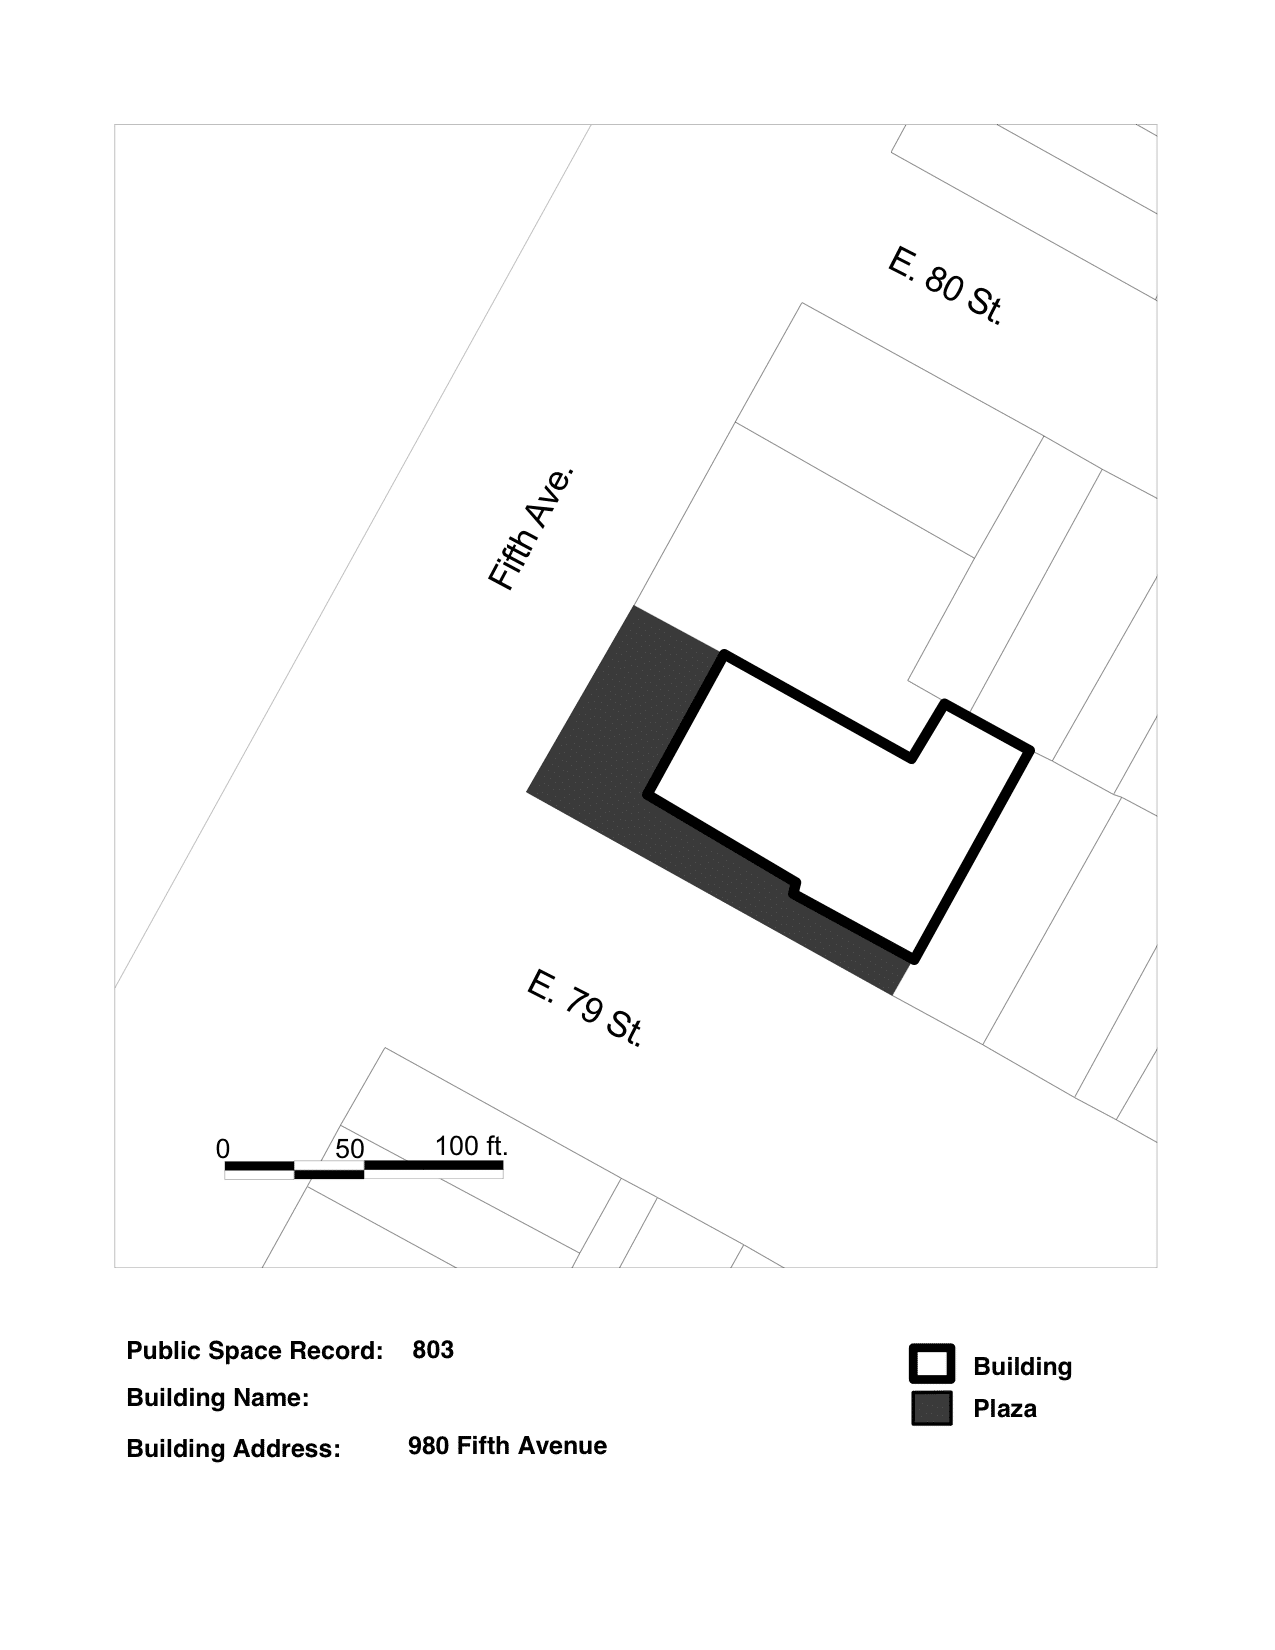 E. 80 St.
Fifth Ave.
E. 79 St.
0 50 100 ft.
Public Space Record: 803
Building Name:
Building Address: 980 Fifth Avenue
Building
Plaza